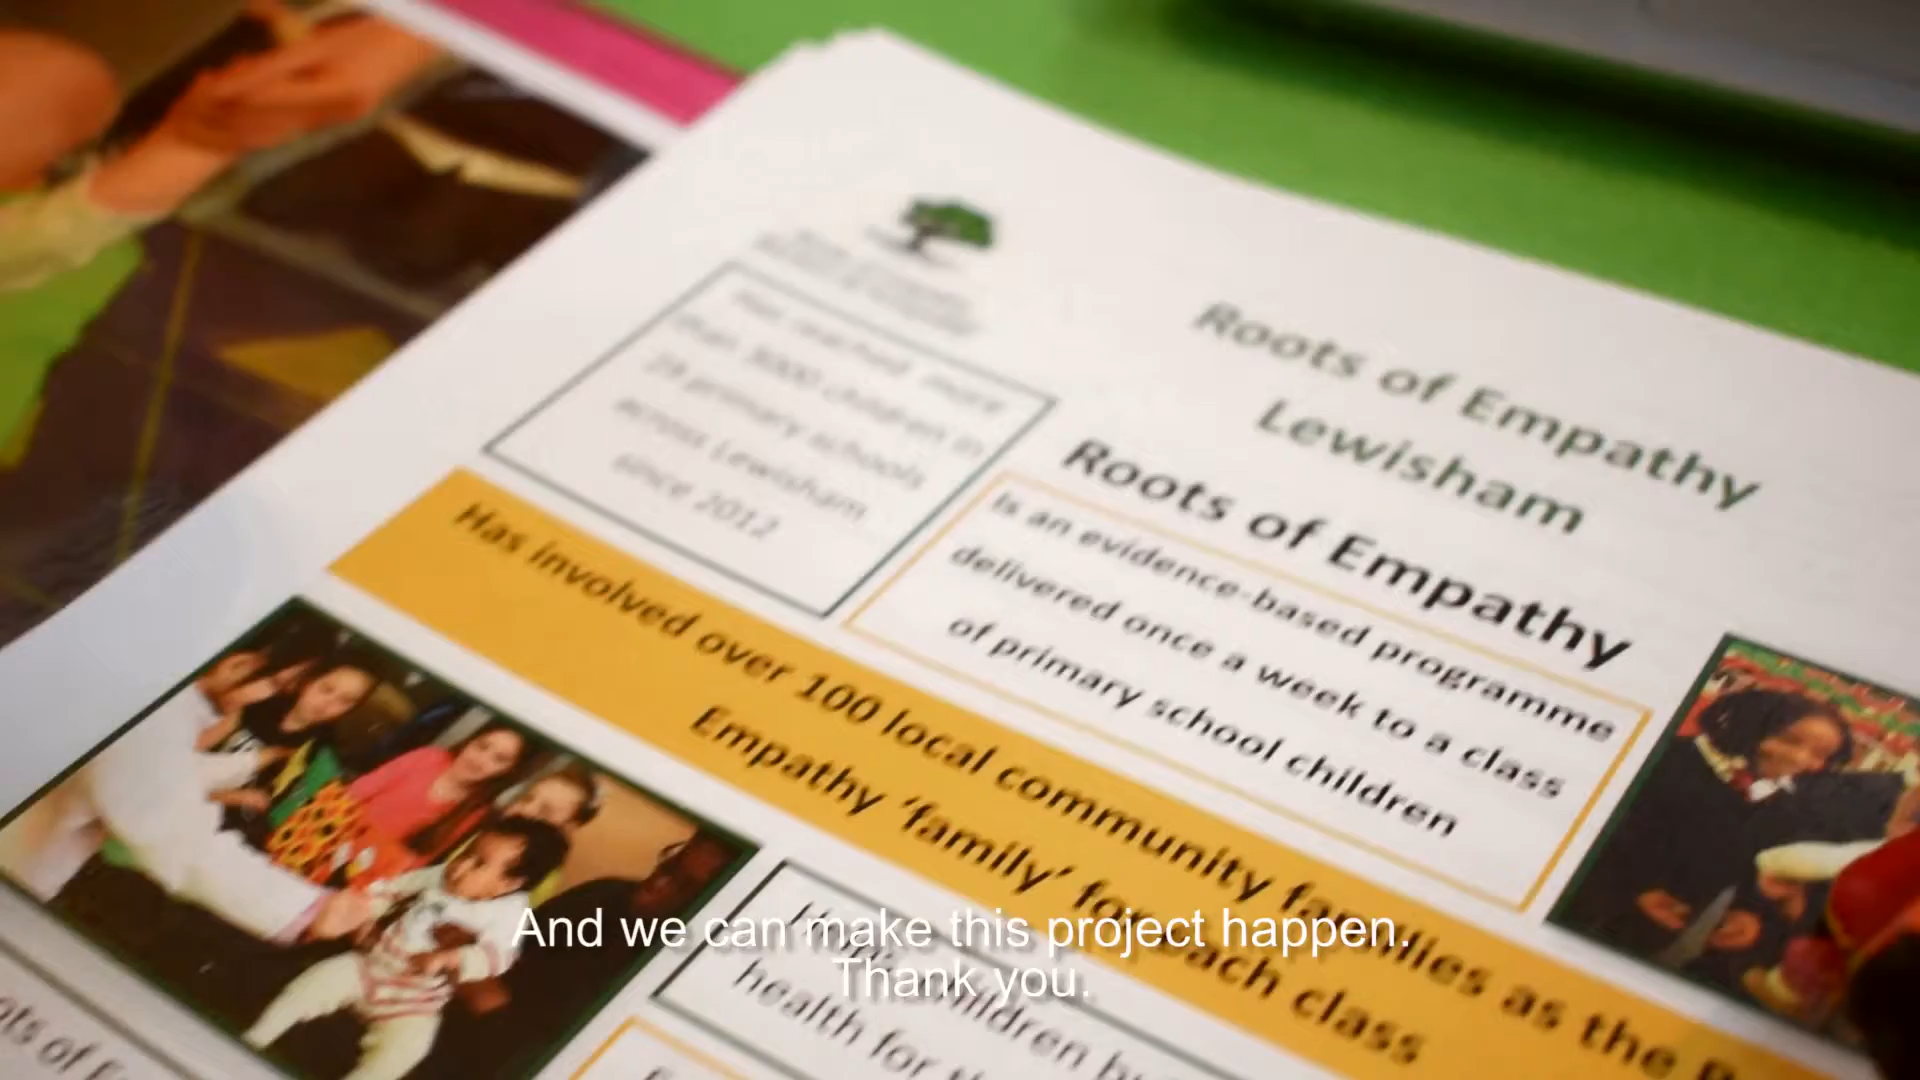 Roots of Empathy
Lewisham
Has reached more
than 3000 children in
29 primary schools
across Lewisham
since 2012
Roots of Empathy
Is an evidence-based programme
delivered once a week to a class
of primary school children
Has involved over 100 local community families as the R
Empathy ‘family’ for each class
children
health for
And we can make this project happen.
Thank you.